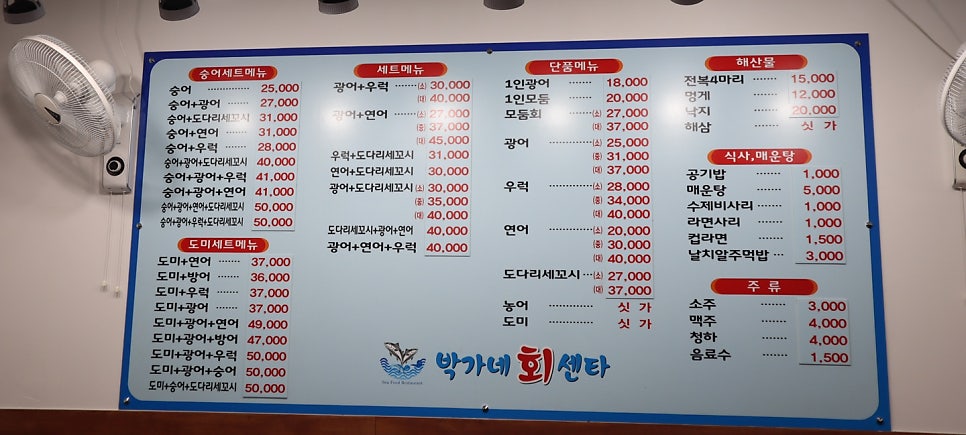 숭어세트메뉴
숭어 ········· 25,000
숭어+광어 ······· 27,000
숭어+도다리세꼬시 31,000
숭어+연어 ······· 31,000
숭어+우럭 ······· 28,000
숭어+광어+도다리세꼬시 40,000
숭어+광어+우럭 41,000
숭어+광어+연어 41,000
숭어+광어+연어+도다리세꼬시 50,000
숭어+광어+우럭+도다리세꼬시 50,000
도미세트메뉴
도미+연어 ······· 37,000
도미+방어 ······· 36,000
도미+우럭 ······· 37,000
도미+광어 ······· 37,000
도미+광어+연어 49,000
도미+광어+방어 47,000
도미+광어+우럭 50,000
도미+광어+숭어 50,000
도미+숭어+도다리세꼬시 50,000
세트메뉴
광어+우럭 ······(소) 30,000
(대) 40,000
광어+연어 ······(소) 27,000
(중) 37,000
(대) 45,000
우럭+도다리세꼬시 31,000
연어+도다리세꼬시 30,000
광어+도다리세꼬시(소) 30,000
(중) 35,000
(대) 40,000
도다리세꼬시+광어+연어 40,000
광어+연어+우럭 40,000
단품메뉴
1인광어 ······ 18,000
1인모둠 ······ 20,000
모둠회 ······(소) 27,000
(대) 37,000
광어 ······(소) 25,000
(중) 31,000
(대) 37,000
우럭 ······(소) 28,000
(중) 34,000
(대) 40,000
연어 ······(소) 20,000
(중) 30,000
(대) 40,000
도다리세꼬시···(소) 27,000
(대) 37,000
농어 ······ 싯 가
도미 ······ 싯 가
해산물
전복4마리 ······ 15,000
멍게 ······ 12,000
낙지 ······ 20,000
해삼 ······ 싯 가
식사,매운탕
공기밥 ······ 1,000
매운탕 ······ 5,000
수제비사리 ······ 1,000
라면사리 ······ 1,000
컵라면 ······ 1,500
날치알주먹밥 ··· 3,000
주 류
소주 ······ 3,000
맥주 ······ 4,000
청하 ······ 4,000
음료수 ······ 1,500
Sea Food Restaurant
박가네 회 센타